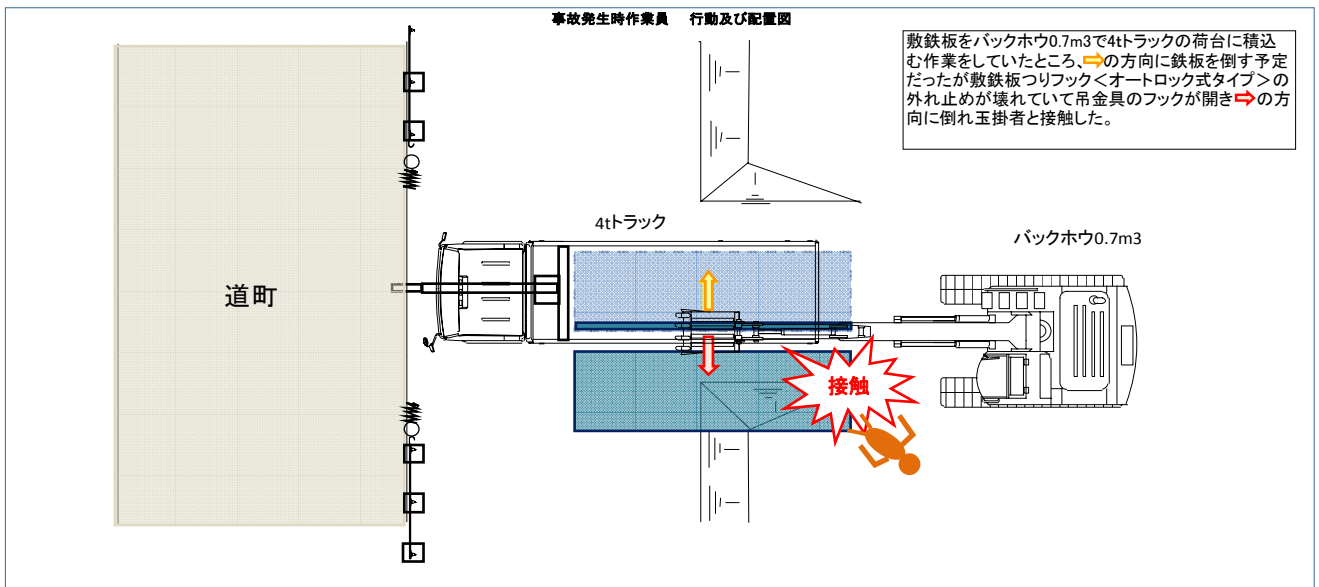 事故発生時作業員　行動及び配置図
敷鉄板をバックホウ0.7m3で4tトラックの荷台に積込
む作業をしていたところ、⇨の方向に鉄板を倒す予定
だったが敷鉄板つりフック＜オートロック式タイプ＞の
外れ止めが壊れていて吊金具のフックが開き⇨の方
向に倒れ玉掛者と接触した。
4tトラック
バックホウ0.7m3
道町
接触